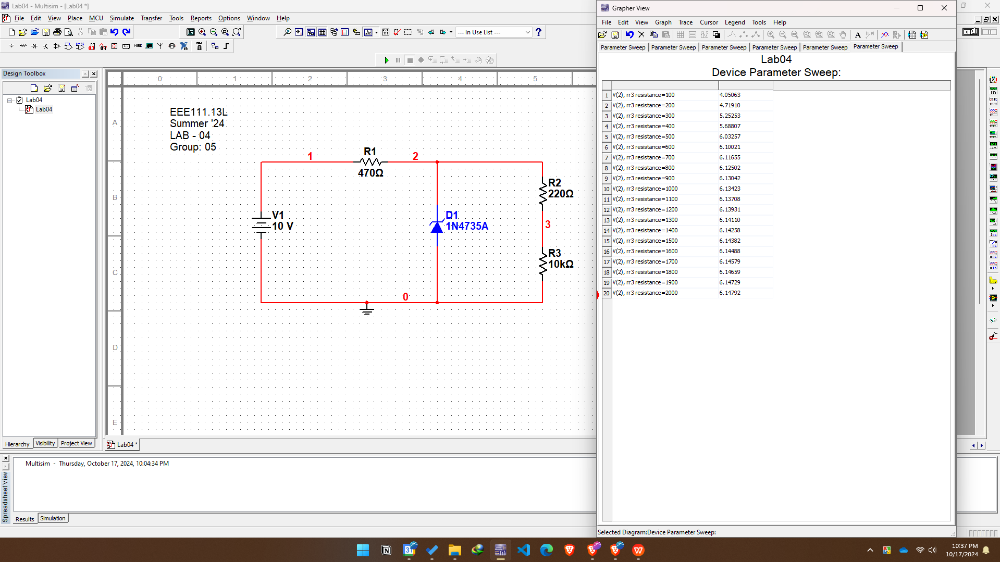 Lab04 - Multisim - [Lab04 *]
File Edit View Place MCU Simulate Transfer Tools Reports Options Window Help
--- In Use List ---
Design Toolbox
Lab04
Lab04
Hierarchy Visibility Project View
0 1 2 3 4 5
A
B
C
D
E
EEE111.13L
Summer '24
LAB - 04
Group: 05
1
R1
470Ω
2
R2
220Ω
V1
10 V
D1
1N4735A
3
R3
10kΩ
0
Lab04 *
Multisim - Thursday, October 17, 2024, 10:04:34 PM
Spreadsheet View
Results Simulation
Grapher View
File Edit View Graph Trace Cursor Legend Tools Help
Parameter Sweep Parameter Sweep Parameter Sweep Parameter Sweep Parameter Sweep Parameter Sweep
Lab04
Device Parameter Sweep:
1 V(2), rr3 resistance=100 4.05063
2 V(2), rr3 resistance=200 4.71910
3 V(2), rr3 resistance=300 5.25253
4 V(2), rr3 resistance=400 5.68807
5 V(2), rr3 resistance=500 6.03257
6 V(2), rr3 resistance=600 6.10021
7 V(2), rr3 resistance=700 6.11655
8 V(2), rr3 resistance=800 6.12502
9 V(2), rr3 resistance=900 6.13042
10 V(2), rr3 resistance=1000 6.13423
11 V(2), rr3 resistance=1100 6.13708
12 V(2), rr3 resistance=1200 6.13931
13 V(2), rr3 resistance=1300 6.14110
14 V(2), rr3 resistance=1400 6.14258
15 V(2), rr3 resistance=1500 6.14382
16 V(2), rr3 resistance=1600 6.14488
17 V(2), rr3 resistance=1700 6.14579
18 V(2), rr3 resistance=1800 6.14659
19 V(2), rr3 resistance=1900 6.14729
20 V(2), rr3 resistance=2000 6.14792
Selected Diagram:Device Parameter Sweep:
10:37 PM
10/17/2024